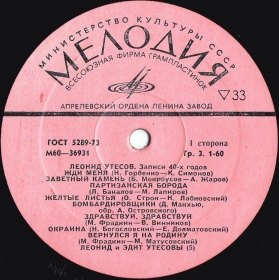 МИНИСТЕРСТВО КУЛЬТУРЫ СССР
МЕЛОДИЯ
ВСЕСОЮЗНАЯ ФИРМА ГРАМПЛАСТИНОК
АПРЕЛЕВСКИЙ ОРДЕНА ЛЕНИНА ЗАВОД
▽33
ГОСТ 5289-73
1 сторона
М60—36931
Гр. 3. 1-60
ЛЕОНИД УТЕСОВ. Записи 40-х годов
ЖДИ МЕНЯ (Н. Горбенко—К. Симонов)
ЗАВЕТНЫЙ КАМЕНЬ (Б. Мокроусов—А. Жаров)
ПАРТИЗАНСКАЯ БОРОДА
(Л. Бакалов—М. Лапиров)
ЖЕЛТЫЕ ЛИСТЬЯ (О. Строк—Н. Лабковский)
БОМБАРДИРОВЩИКИ (Д. Макхью,
обр. А. Островского)
ЗДРАВСТВУЙ, ЗДРАВСТВУЙ
(М. Фрадкин—В. Винников)
ОКРАИНА (Н. Богословский—Е. Долматовский)
ВЕРНУЛСЯ Я НА РОДИНУ
(М. Фрадкин—М. Матусовский)
ЛЕОНИД и ЭДИТ УТЕСОВЫ (5)